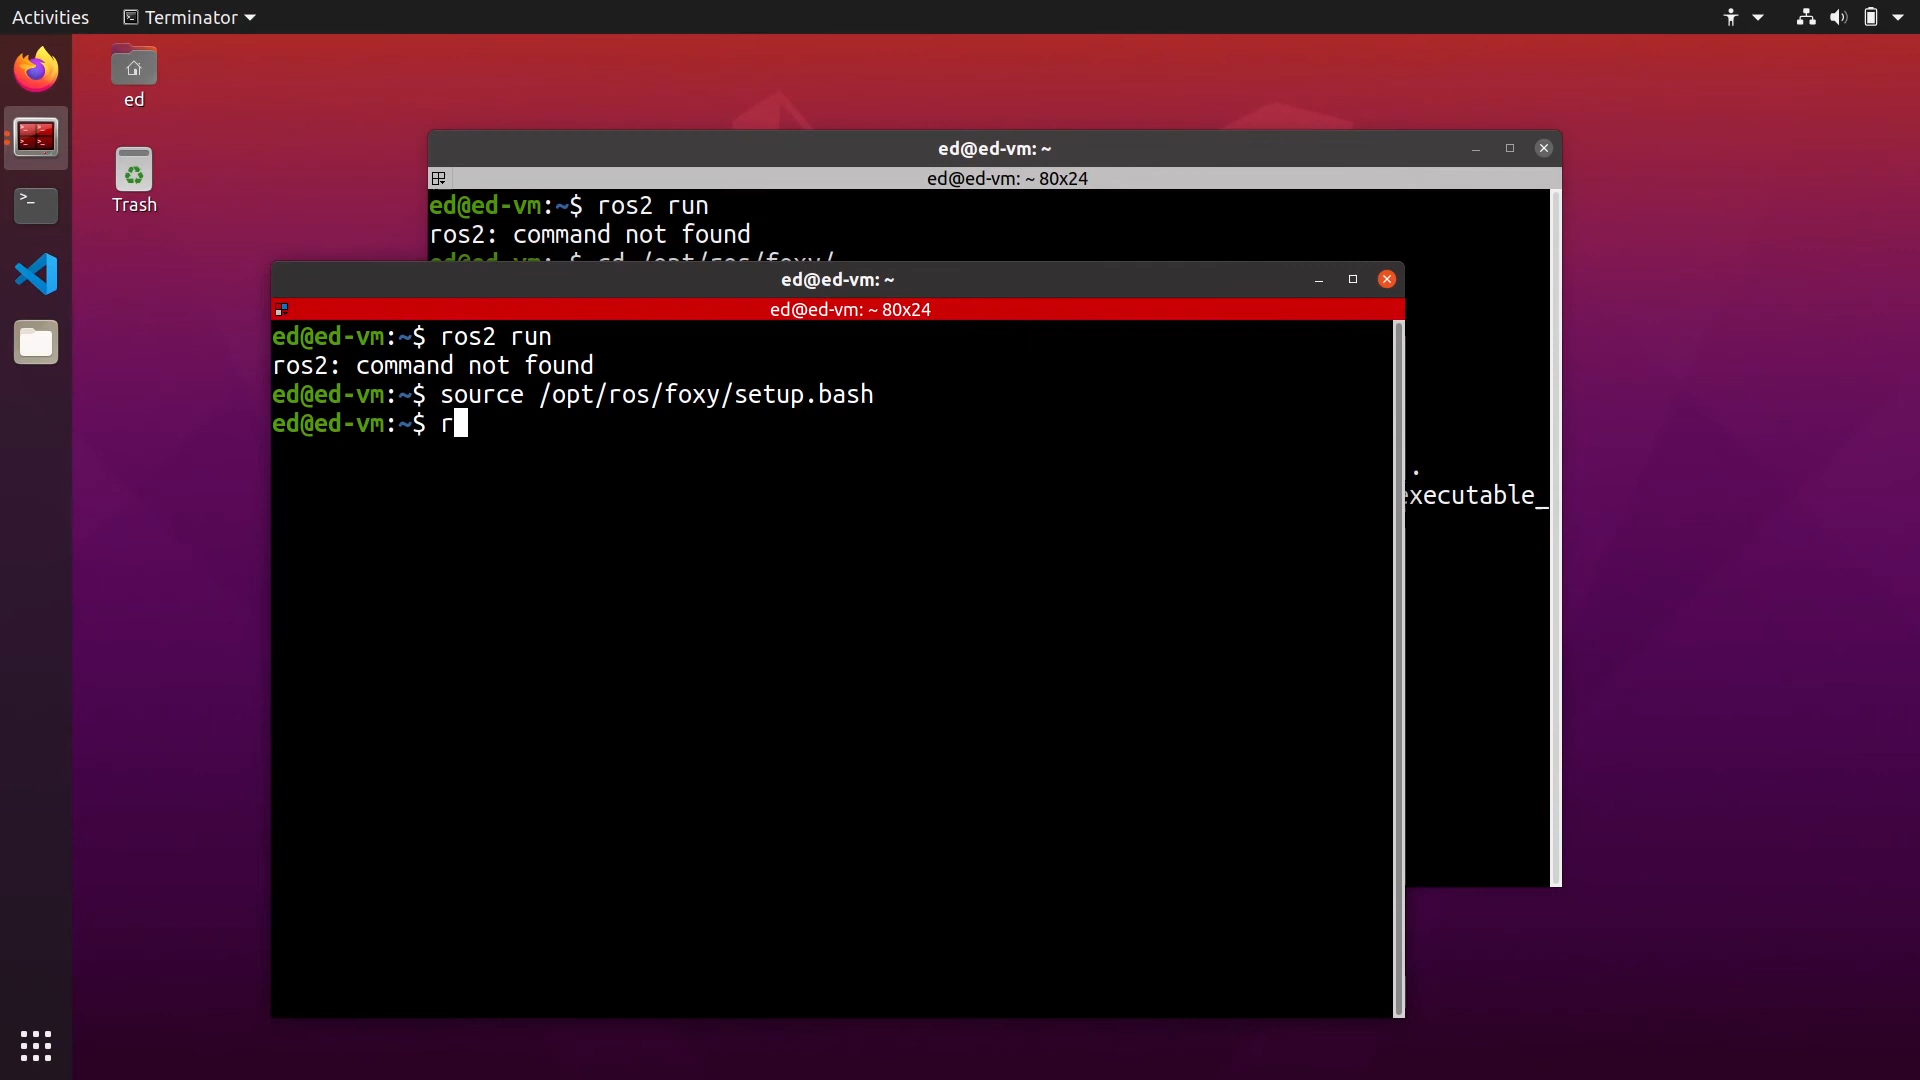 Activities
Terminator
ed
Trash
ed@ed-vm: ~
ed@ed-vm: ~ 80x24
ed@ed-vm:~$ ros2 run
ros2: command not found
ed@ed-vm:~$ cd /opt/ros/foxy/
.
executable_
ed@ed-vm: ~
ed@ed-vm: ~ 80x24
ed@ed-vm:~$ ros2 run
ros2: command not found
ed@ed-vm:~$ source /opt/ros/foxy/setup.bash
ed@ed-vm:~$ r